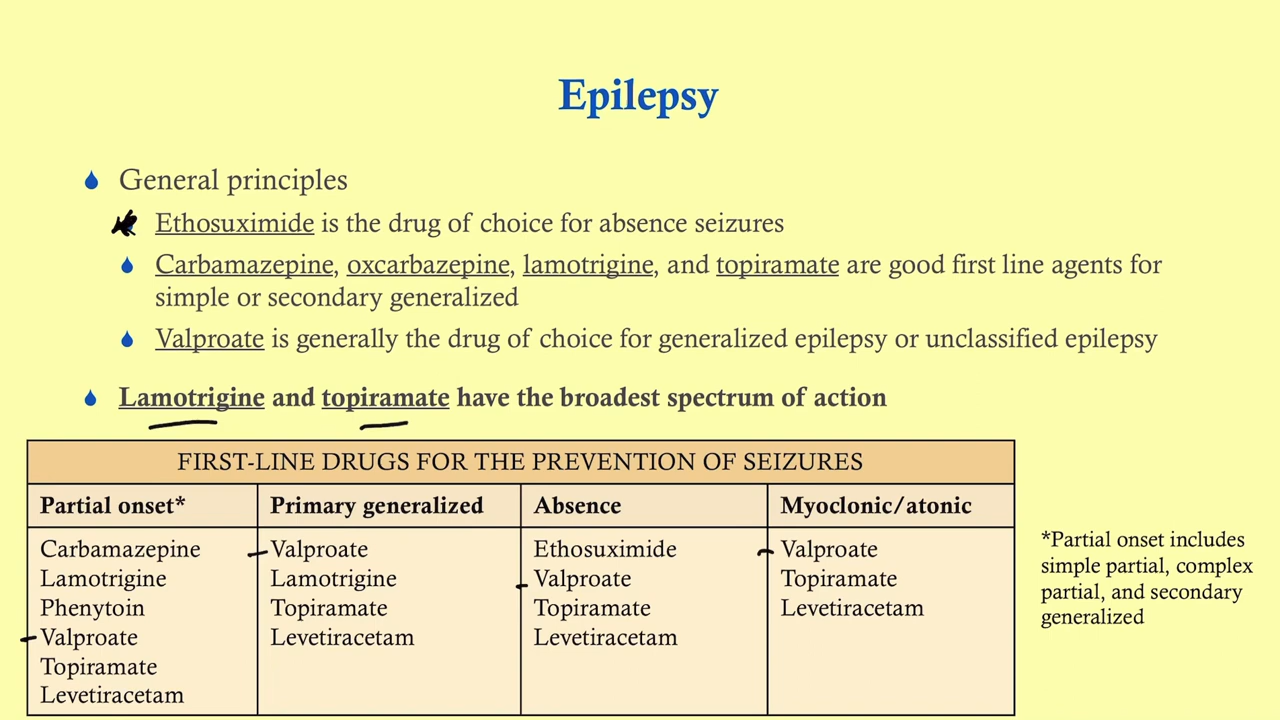 Epilepsy
General principles
Ethosuximide is the drug of choice for absence seizures
Carbamazepine, oxcarbazepine, lamotrigine, and topiramate are good first line agents for
simple or secondary generalized
Valproate is generally the drug of choice for generalized epilepsy or unclassified epilepsy
Lamotrigine and topiramate have the broadest spectrum of action
FIRST-LINE DRUGS FOR THE PREVENTION OF SEIZURES
Partial onset*
Carbamazepine
Lamotrigine
Phenytoin
Valproate
Topiramate
Levetiracetam
Primary generalized
Valproate
Lamotrigine
Topiramate
Levetiracetam
Absence
Ethosuximide
Valproate
Topiramate
Levetiracetam
Myoclonic/atonic
Valproate
Topiramate
Levetiracetam
*Partial onset includes
simple partial, complex
partial, and secondary
generalized